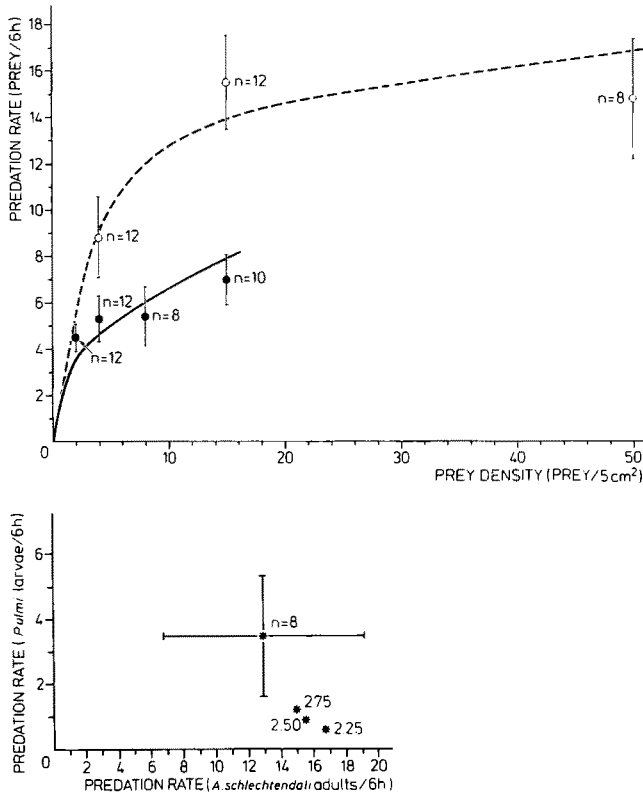 PREDATION RATE (PREY/6h)
18
16
14
12
10
8
6
4
2
0
n=12
n=8
n=12
n=12
n=10
n=8
n=12
10
20
30
40
50
PREY DENSITY (PREY/5cm²)
PREDATION RATE (P.ulmi larvae/6h)
6
4
2
0
n=8
275
2.50
2.25
2 4 6 8 10 12 14 16 18 20
PREDATION RATE (A.schlechtendali adults/6h)